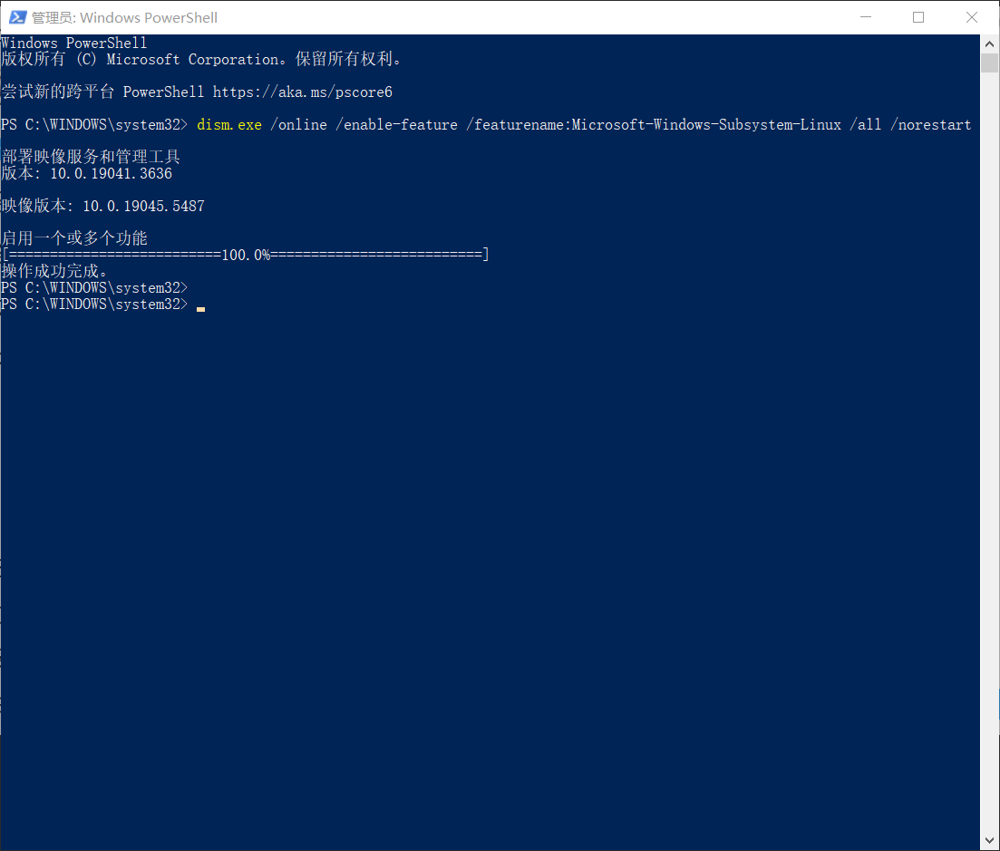 管理员: Windows PowerShell
Windows PowerShell
版权所有 (C) Microsoft Corporation。保留所有权利。
尝试新的跨平台 PowerShell https://aka.ms/pscore6
PS C:\WINDOWS\system32> dism.exe /online /enable-feature /featurename:Microsoft-Windows-Subsystem-Linux /all /norestart
部署映像服务和管理工具
版本: 10.0.19041.3636
映像版本: 10.0.19045.5487
启用一个或多个功能
[==========================100.0%==========================]
操作成功完成。
PS C:\WINDOWS\system32>
PS C:\WINDOWS\system32>